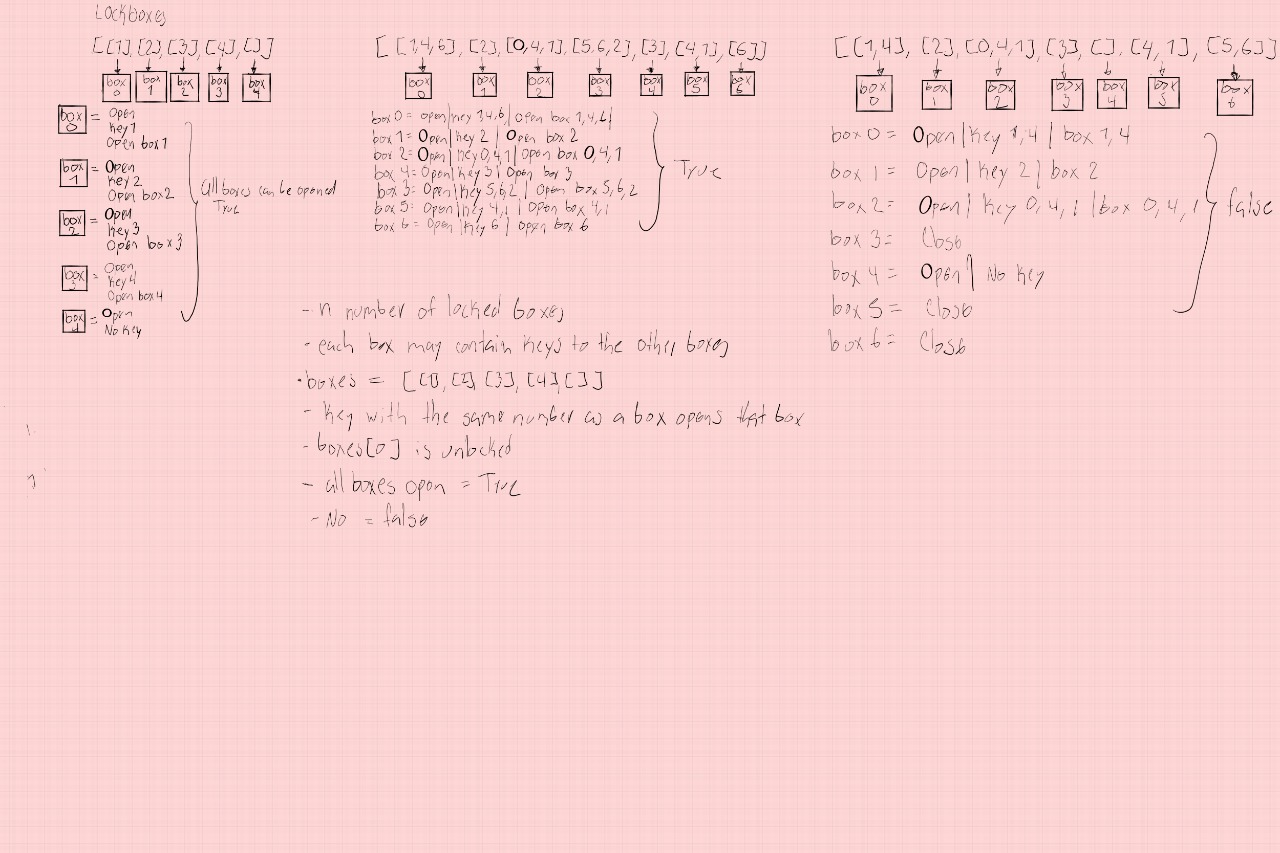 Lockboxes
[[1],[2],[3],[4],[]]
box 0
box 1
box 2
box 3
box 4
box 0 = Open
Key 1
Open box 1
box 1 = Open
Key 2
Open box 2
box 2 = Open
Key 3
Open box 3
box 3 = Open
Key 4
Open box 4
box 4 = Open
No Key
All boxes can be opened
True
[[1,4,6],[2],[0,4,1],[5,6,2],[3],[4,1],[6]]
box 0
box 1
box 2
box 3
box 4
box 5
box 6
box 0 = open|key 1,4,6,|open box 1,4,6|
box 1 = Open|key 2 | Open box 2
box 2 = Open|key 0,4,1|open box 0,4,1
box 4 = Open|key 3|Open box 3
box 3 = Open|Key 5,6,2 | Open box 5,6,2
box 5 = Open|key 4,1 | Open box 4,1
box 6 = Open|Key 6 | Open box 6
True
[[1,4],[2],[0,4,1],[3],[],[4,1],[5,6]]
box 0
box 1
box 2
box 3
box 4
box 5
box 6
box 0 = Open|Key 1,4 | box 1,4
box 1 = Open|Key 2| box 2
box 2 = Open| Key 0,4,1 |box 0,4,1
box 3 = Close
box 4 = Open| No Key
box 5 = Close
box 6 = Close
false
- n number of locked boxes
- each box may contain keys to the other boxes
· boxes = [[1],[2],[3],[4],[]]
- Key with the same number as a box opens that box
- boxes[0] is unlocked
- all boxes open = True
- No = false